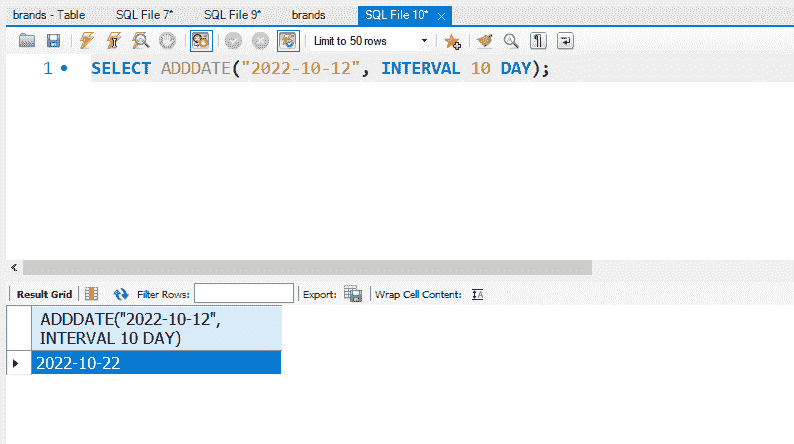 brands - Table SQL File 7* SQL File 9* brands SQL File 10* ×
Limit to 50 rows
1 SELECT ADDDATE("2022-10-12", INTERVAL 10 DAY);
Result Grid Filter Rows: Export: Wrap Cell Content:
ADDDATE("2022-10-12",
INTERVAL 10 DAY)
2022-10-22